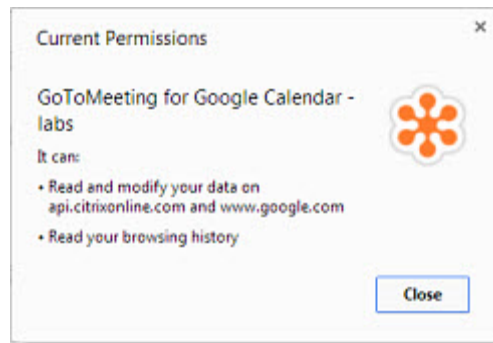 Current Permissions
GoToMeeting for Google Calendar -
labs
It can:
• Read and modify your data on
api.citrixonline.com and www.google.com
• Read your browsing history
Close